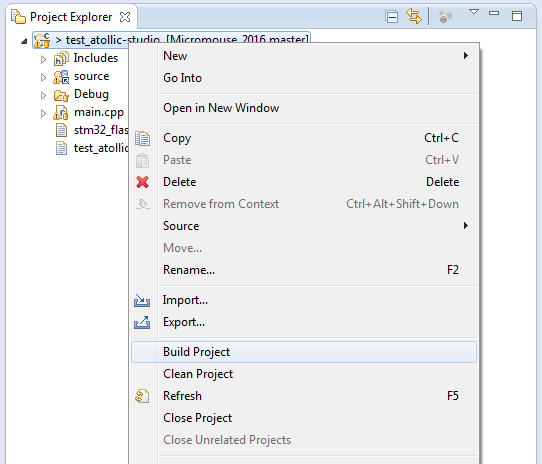 Project Explorer
> test_atollic-studio [Micromouse_2016 master]
Includes
source
Debug
main.cpp
stm32_flas
test_atollic
New
Go Into
Open in New Window
Copy Ctrl+C
Paste Ctrl+V
Delete Delete
Remove from Context Ctrl+Alt+Shift+Down
Source
Move...
Rename... F2
Import...
Export...
Build Project
Clean Project
Refresh F5
Close Project
Close Unrelated Projects